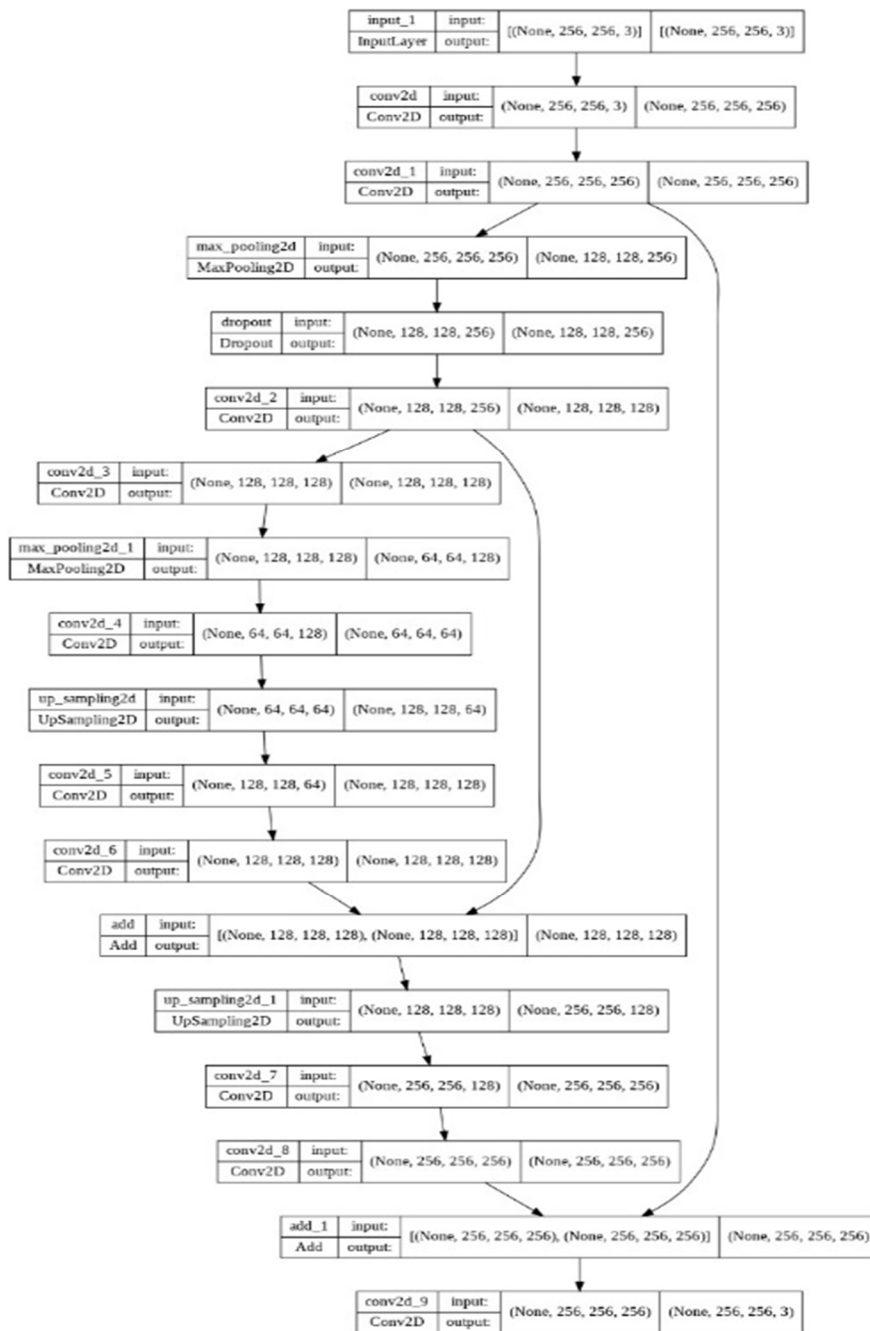 input_1 input: [(None, 256, 256, 3)] [(None, 256, 256, 3)]
InputLayer output:
conv2d input: (None, 256, 256, 3) (None, 256, 256, 256)
Conv2D output:
conv2d_1 input: (None, 256, 256, 256) (None, 256, 256, 256)
Conv2D output:
max_pooling2d input: (None, 256, 256, 256) (None, 128, 128, 256)
MaxPooling2D output:
dropout input: (None, 128, 128, 256) (None, 128, 128, 256)
Dropout output:
conv2d_2 input: (None, 128, 128, 256) (None, 128, 128, 128)
Conv2D output:
conv2d_3 input: (None, 128, 128, 128) (None, 128, 128, 128)
Conv2D output:
max_pooling2d_1 input: (None, 128, 128, 128) (None, 64, 64, 128)
MaxPooling2D output:
conv2d_4 input: (None, 64, 64, 128) (None, 64, 64, 64)
Conv2D output:
up_sampling2d input: (None, 64, 64, 64) (None, 128, 128, 64)
UpSampling2D output:
conv2d_5 input: (None, 128, 128, 64) (None, 128, 128, 128)
Conv2D output:
conv2d_6 input: (None, 128, 128, 128) (None, 128, 128, 128)
Conv2D output:
add input: [(None, 128, 128, 128), (None, 128, 128, 128)] (None, 128, 128, 128)
Add output:
up_sampling2d_1 input: (None, 128, 128, 128) (None, 256, 256, 128)
UpSampling2D output:
conv2d_7 input: (None, 256, 256, 128) (None, 256, 256, 256)
Conv2D output:
conv2d_8 input: (None, 256, 256, 256) (None, 256, 256, 256)
Conv2D output:
add_1 input: [(None, 256, 256, 256), (None, 256, 256, 256)] (None, 256, 256, 256)
Add output:
conv2d_9 input: (None, 256, 256, 256) (None, 256, 256, 3)
Conv2D output: